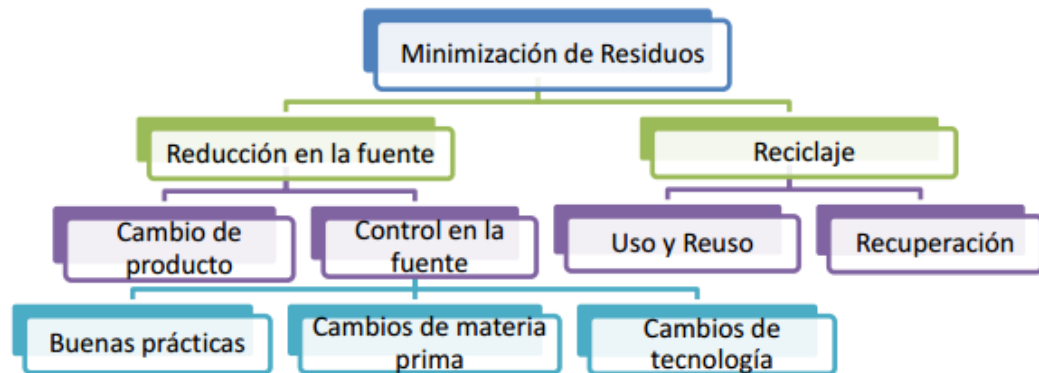 Minimización de Residuos
Reducción en la fuente
Reciclaje
Cambio de
producto
Control en la
fuente
Uso y Reuso
Recuperación
Buenas prácticas
Cambios de materia
prima
Cambios de
tecnología